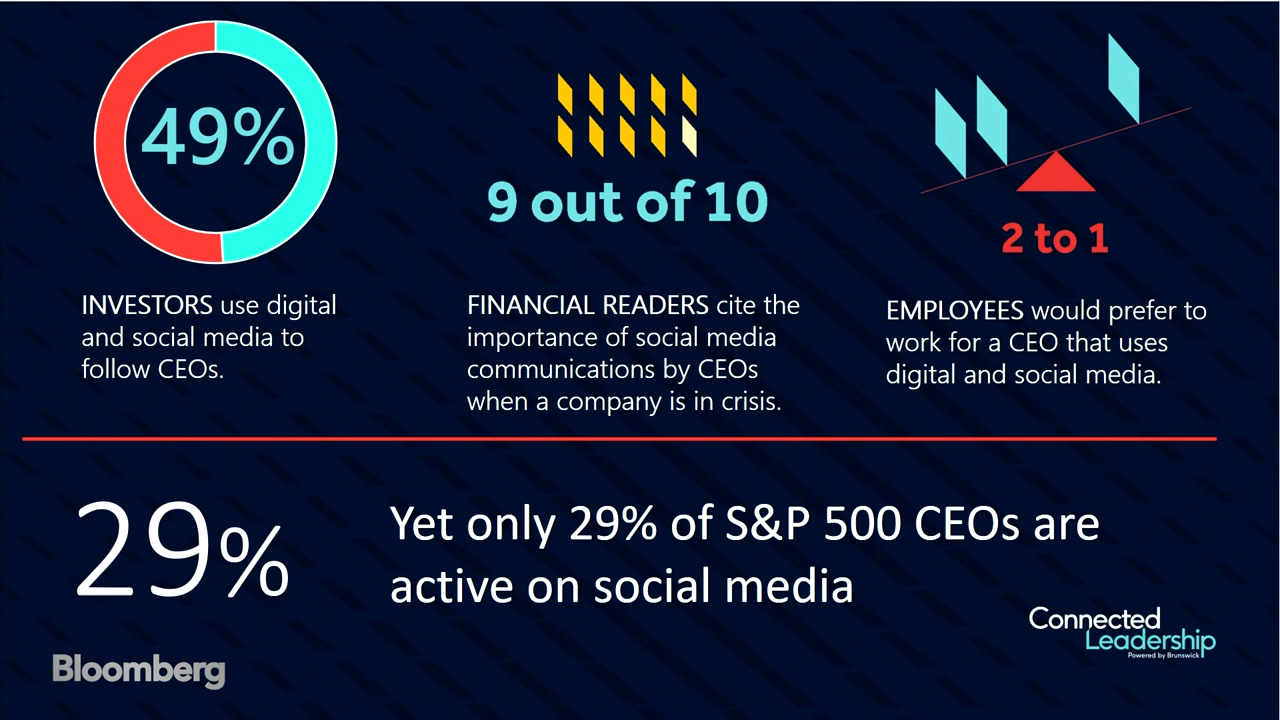 49%
INVESTORS use digital
and social media to
follow CEOs.
9 out of 10
FINANCIAL READERS cite the
importance of social media
communications by CEOs
when a company is in crisis.
2 to 1
EMPLOYEES would prefer to
work for a CEO that uses
digital and social media.
29%
Yet only 29% of S&P 500 CEOs are
active on social media
Bloomberg
Connected
Leadership
Powered by Brunswick